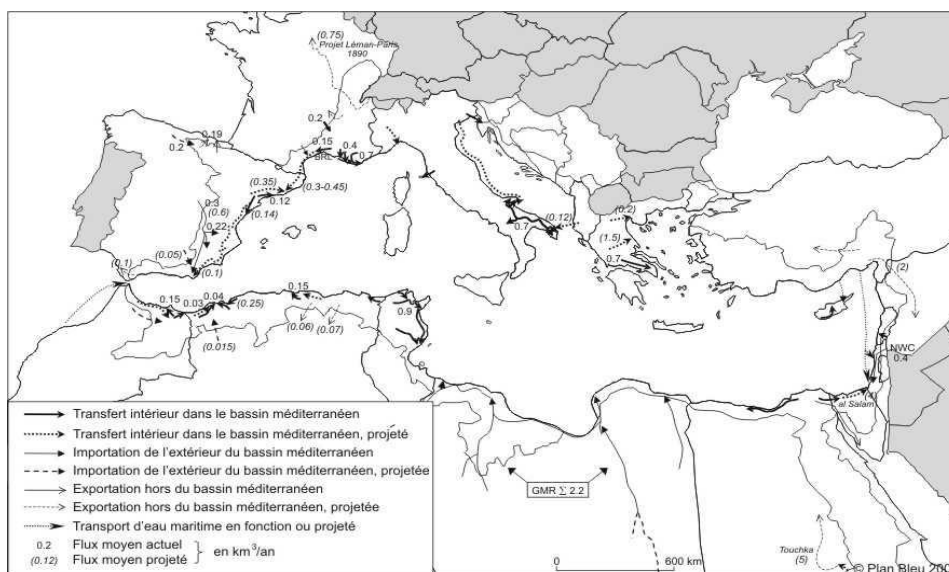 (0.75)
Projet Léman-Paris
1890
0.2
0.19
0.2
0.15
BRL
0.4
0.7
(0.35)
(0.3-0.45)
0.12
(0.14)
0.3
(0.6)
0.22
(0.05)
(0.1)
(0.1)
0.7
(0.12)
(0.2)
(1.5)
0.7
(2)
0.15
0.03
0.04
(0.25)
0.15
(0.06)
(0.07)
(0.015)
0.9
NWC
0.4
al Salam
GMR Σ 2.2
Touchka
(5)
Transfert intérieur dans le bassin méditerranéen
Transfert intérieur dans le bassin méditerranéen, projeté
Importation de l'extérieur du bassin méditerranéen
Importation de l'extérieur du bassin méditerranéen, projetée
Exportation hors du bassin méditerranéen
Exportation hors du bassin méditerranéen, projetée
Transport d'eau maritime en fonction ou projeté
0.2 Flux moyen actuel
(0.12) Flux moyen projeté
en km³/an
0 600 km
© Plan Bleu